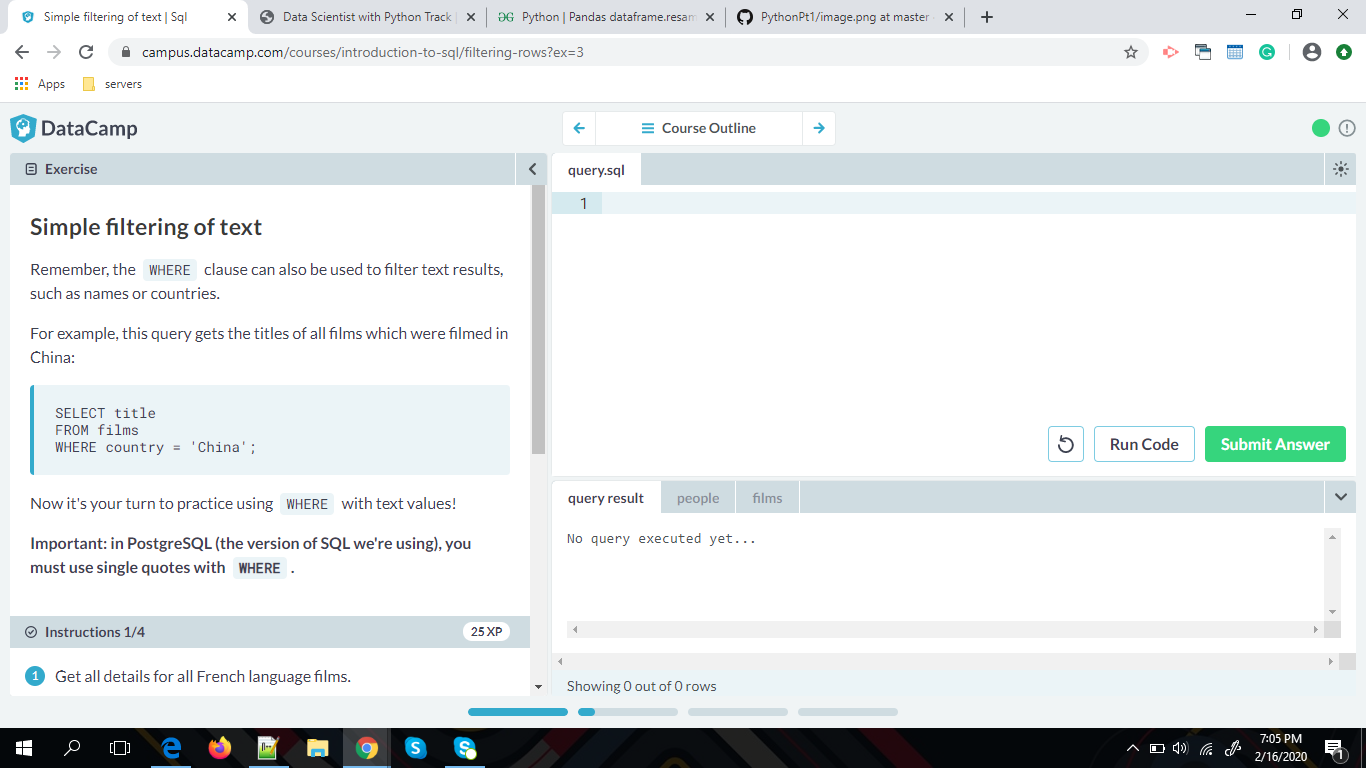 Simple filtering of text | Sql
Data Scientist with Python Track
Python | Pandas dataframe.resam
PythonPt1/image.png at master
campus.datacamp.com/courses/introduction-to-sql/filtering-rows?ex=3
Apps
servers
DataCamp
Course Outline
Exercise
Simple filtering of text
Remember, the WHERE clause can also be used to filter text results,
such as names or countries.
For example, this query gets the titles of all films which were filmed in
China:
SELECT title
FROM films
WHERE country = 'China';
Now it's your turn to practice using WHERE with text values!
Important: in PostgreSQL (the version of SQL we're using), you
must use single quotes with WHERE .
Instructions 1/4
25 XP
1 Get all details for all French language films.
query.sql
1
Run Code
Submit Answer
query result
people
films
No query executed yet...
Showing 0 out of 0 rows
7:05 PM
2/16/2020
1